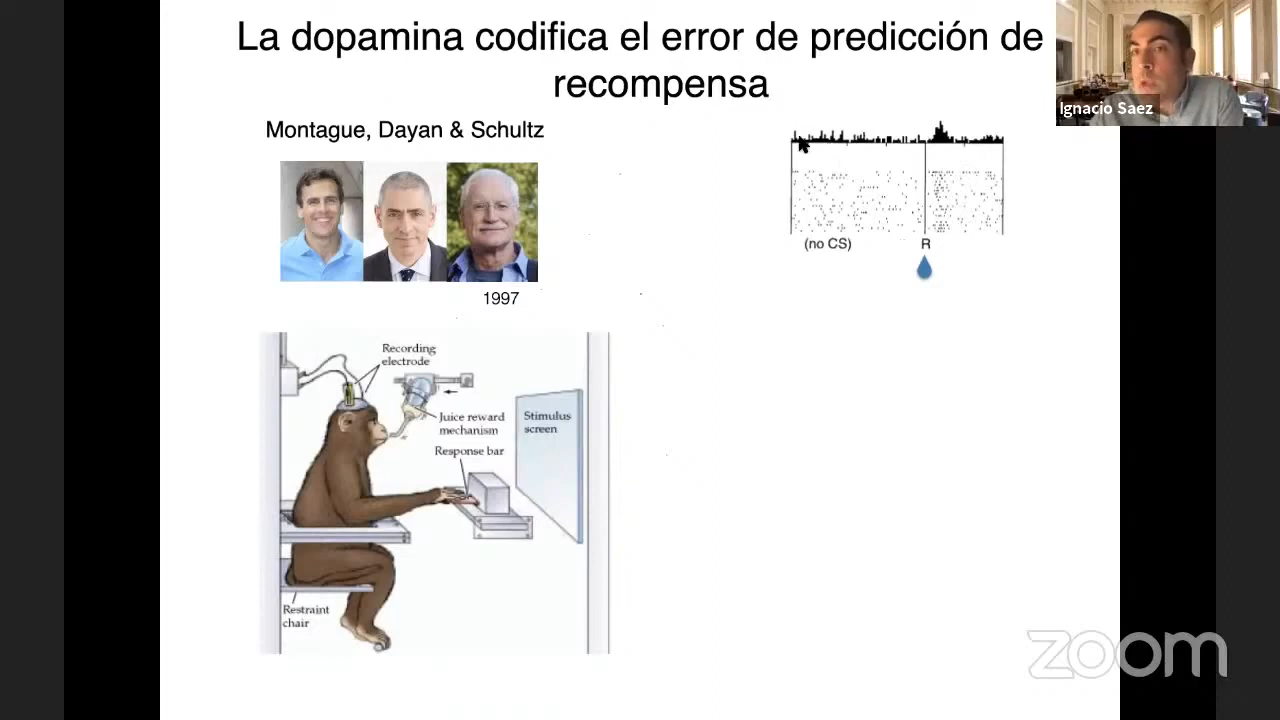 La dopamina codifica el error de predicción de
recompensa
Ignacio Saez
Montague, Dayan & Schultz
1997
(no CS)
R
Recording
electrode
Juice reward
mechanism
Stimulus
screen
Response bar
Restraint
chair
zoom